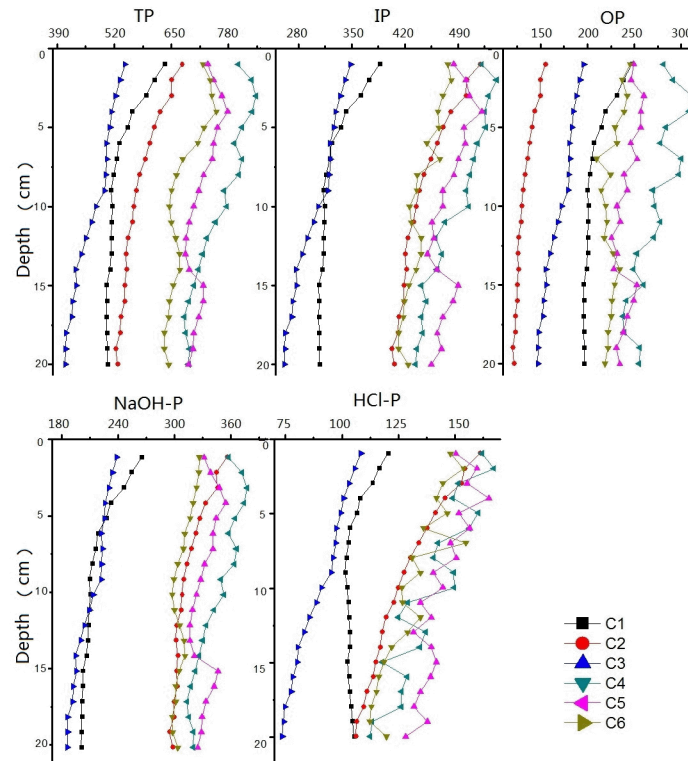 TP IP OP
390 520 650 780 280 350 420 490 150 200 250 300
0 0 0
5 5 5
10 10 10
15 15 15
20 20 20
Depth （cm）
NaOH-P HCl-P
180 240 300 360 75 100 125 150
0 0
5 5
10 10
15 15
20 20
Depth （cm）
C1
C2
C3
C4
C5
C6